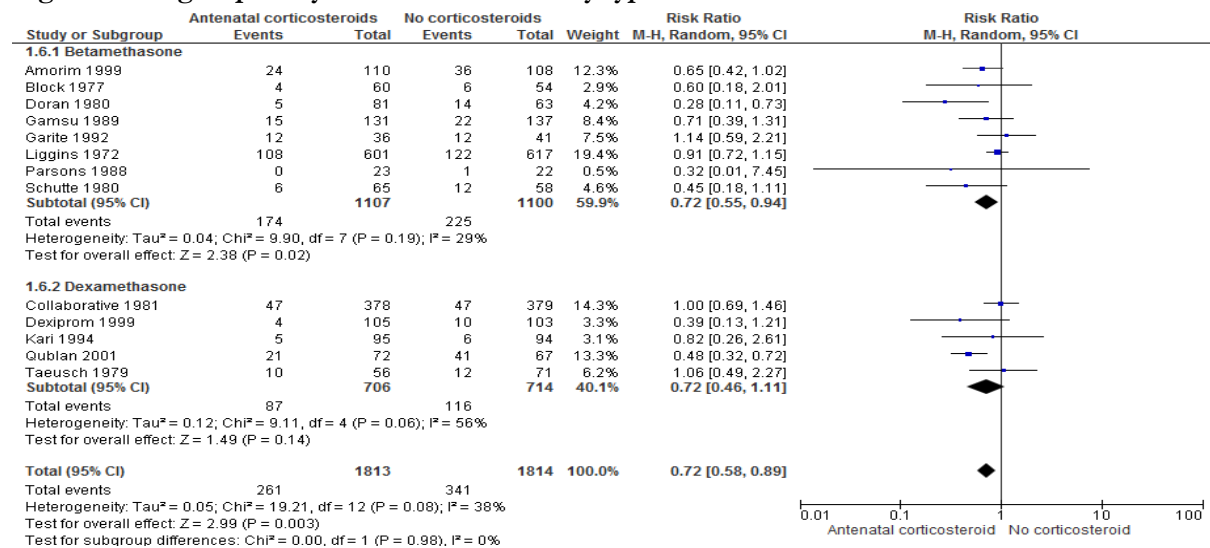 Antenatal corticosteroids No corticosteroids Risk Ratio Risk Ratio
Study or Subgroup Events Total Events Total Weight M-H, Random, 95% CI M-H, Random, 95% CI
1.6.1 Betamethasone
Amorim 1999 24 110 36 108 12.3% 0.65 [0.42, 1.02]
Block 1977 4 60 6 54 2.9% 0.60 [0.18, 2.01]
Doran 1980 5 81 14 63 4.2% 0.28 [0.11, 0.73]
Gamsu 1989 15 131 22 137 8.4% 0.71 [0.39, 1.31]
Garite 1992 12 36 12 41 7.5% 1.14 [0.59, 2.21]
Liggins 1972 108 601 122 617 19.4% 0.91 [0.72, 1.15]
Parsons 1988 0 23 1 22 0.5% 0.32 [0.01, 7.45]
Schutte 1980 6 65 12 58 4.6% 0.45 [0.18, 1.11]
Subtotal (95% CI) 1107 1100 59.9% 0.72 [0.55, 0.94]
Total events 174 225
Heterogeneity: Tau² = 0.04; Chi² = 9.90, df = 7 (P = 0.19); I² = 29%
Test for overall effect: Z = 2.38 (P = 0.02)
1.6.2 Dexamethasone
Collaborative 1981 47 378 47 379 14.3% 1.00 [0.69, 1.46]
Dexiprom 1999 4 105 10 103 3.3% 0.39 [0.13, 1.21]
Kari 1994 5 95 6 94 3.1% 0.82 [0.26, 2.61]
Qublan 2001 21 72 41 67 13.3% 0.48 [0.32, 0.72]
Taeusch 1979 10 56 12 71 6.2% 1.06 [0.49, 2.27]
Subtotal (95% CI) 706 714 40.1% 0.72 [0.46, 1.11]
Total events 87 116
Heterogeneity: Tau² = 0.12; Chi² = 9.11, df = 4 (P = 0.06); I² = 56%
Test for overall effect: Z = 1.49 (P = 0.14)
Total (95% CI) 1813 1814 100.0% 0.72 [0.58, 0.89]
Total events 261 341
Heterogeneity: Tau² = 0.05; Chi² = 19.21, df = 12 (P = 0.08); I² = 38%
Test for overall effect: Z = 2.99 (P = 0.003)
Test for subgroup differences: Chi² = 0.00, df = 1 (P = 0.98), I² = 0%
0.01 0.1 1 10 100
Antenatal corticosteroid No corticosteroid